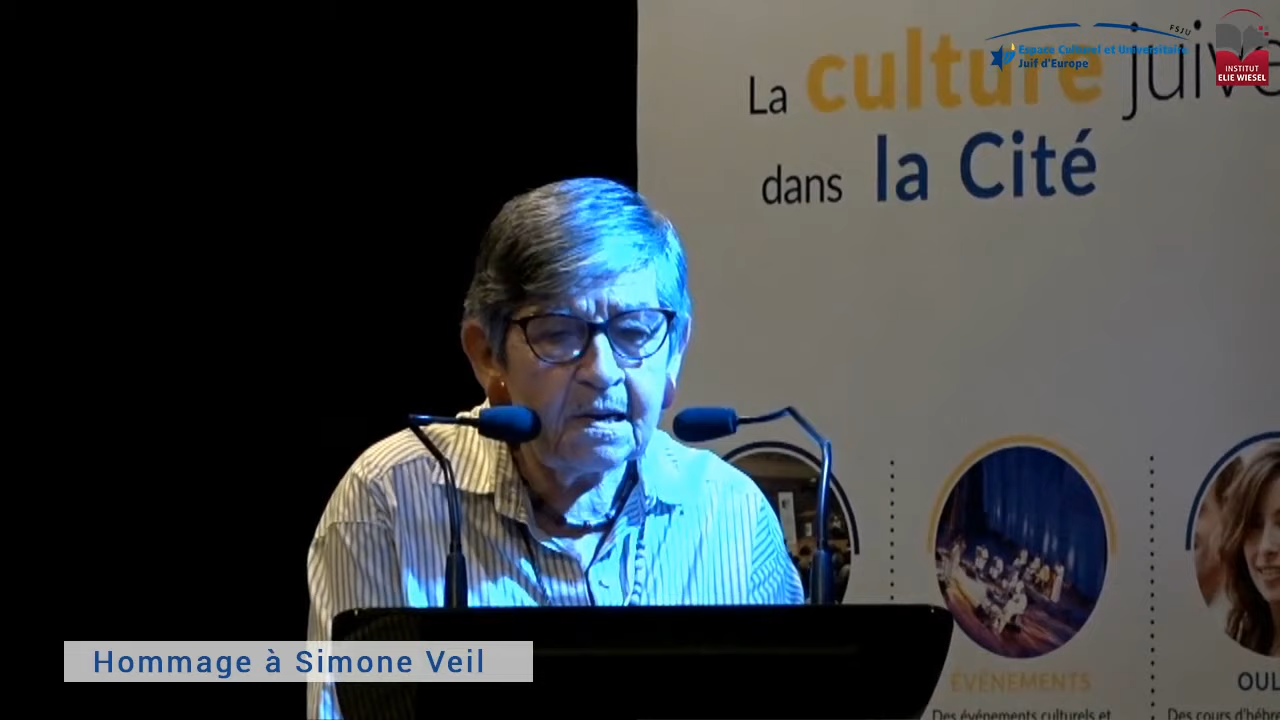 FSJU
Espace Culturel et Universitaire
Juif d'Europe
INSTITUT
ELIE WIESEL
La culture juive
dans la Cité
ÉVÉNEMENTS
Des événements culturels et
OUL
Des cours d'hébr
Hommage à Simone Veil